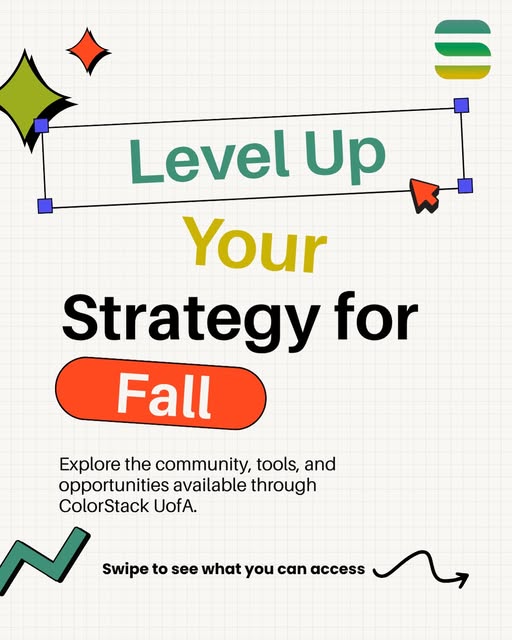 Level Up
Your
Strategy for
Fall
Explore the community, tools, and
opportunities available through
ColorStack UofA.
Swipe to see what you can access